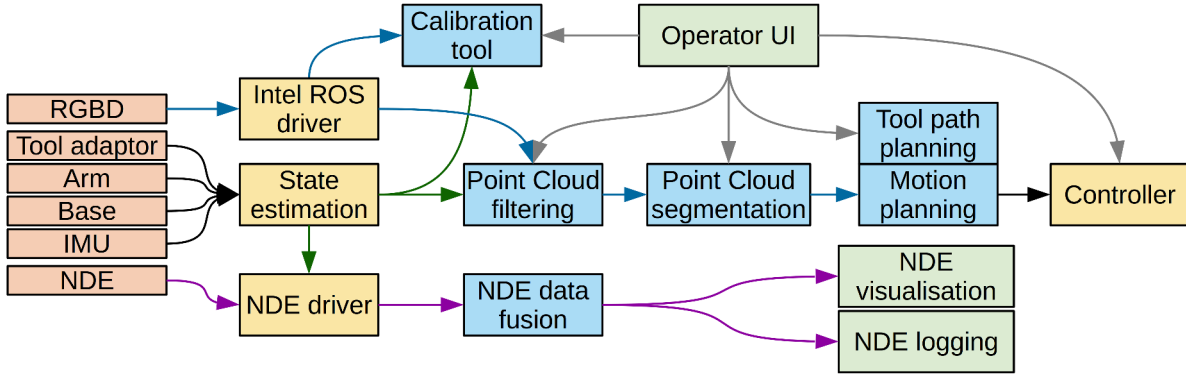 Calibration
tool
Operator UI
RGBD
Intel ROS
driver
Tool adaptor
Arm
Base
IMU
NDE
State
estimation
Point Cloud
filtering
Point Cloud
segmentation
Tool path
planning
Motion
planning
Controller
NDE driver
NDE data
fusion
NDE
visualisation
NDE logging